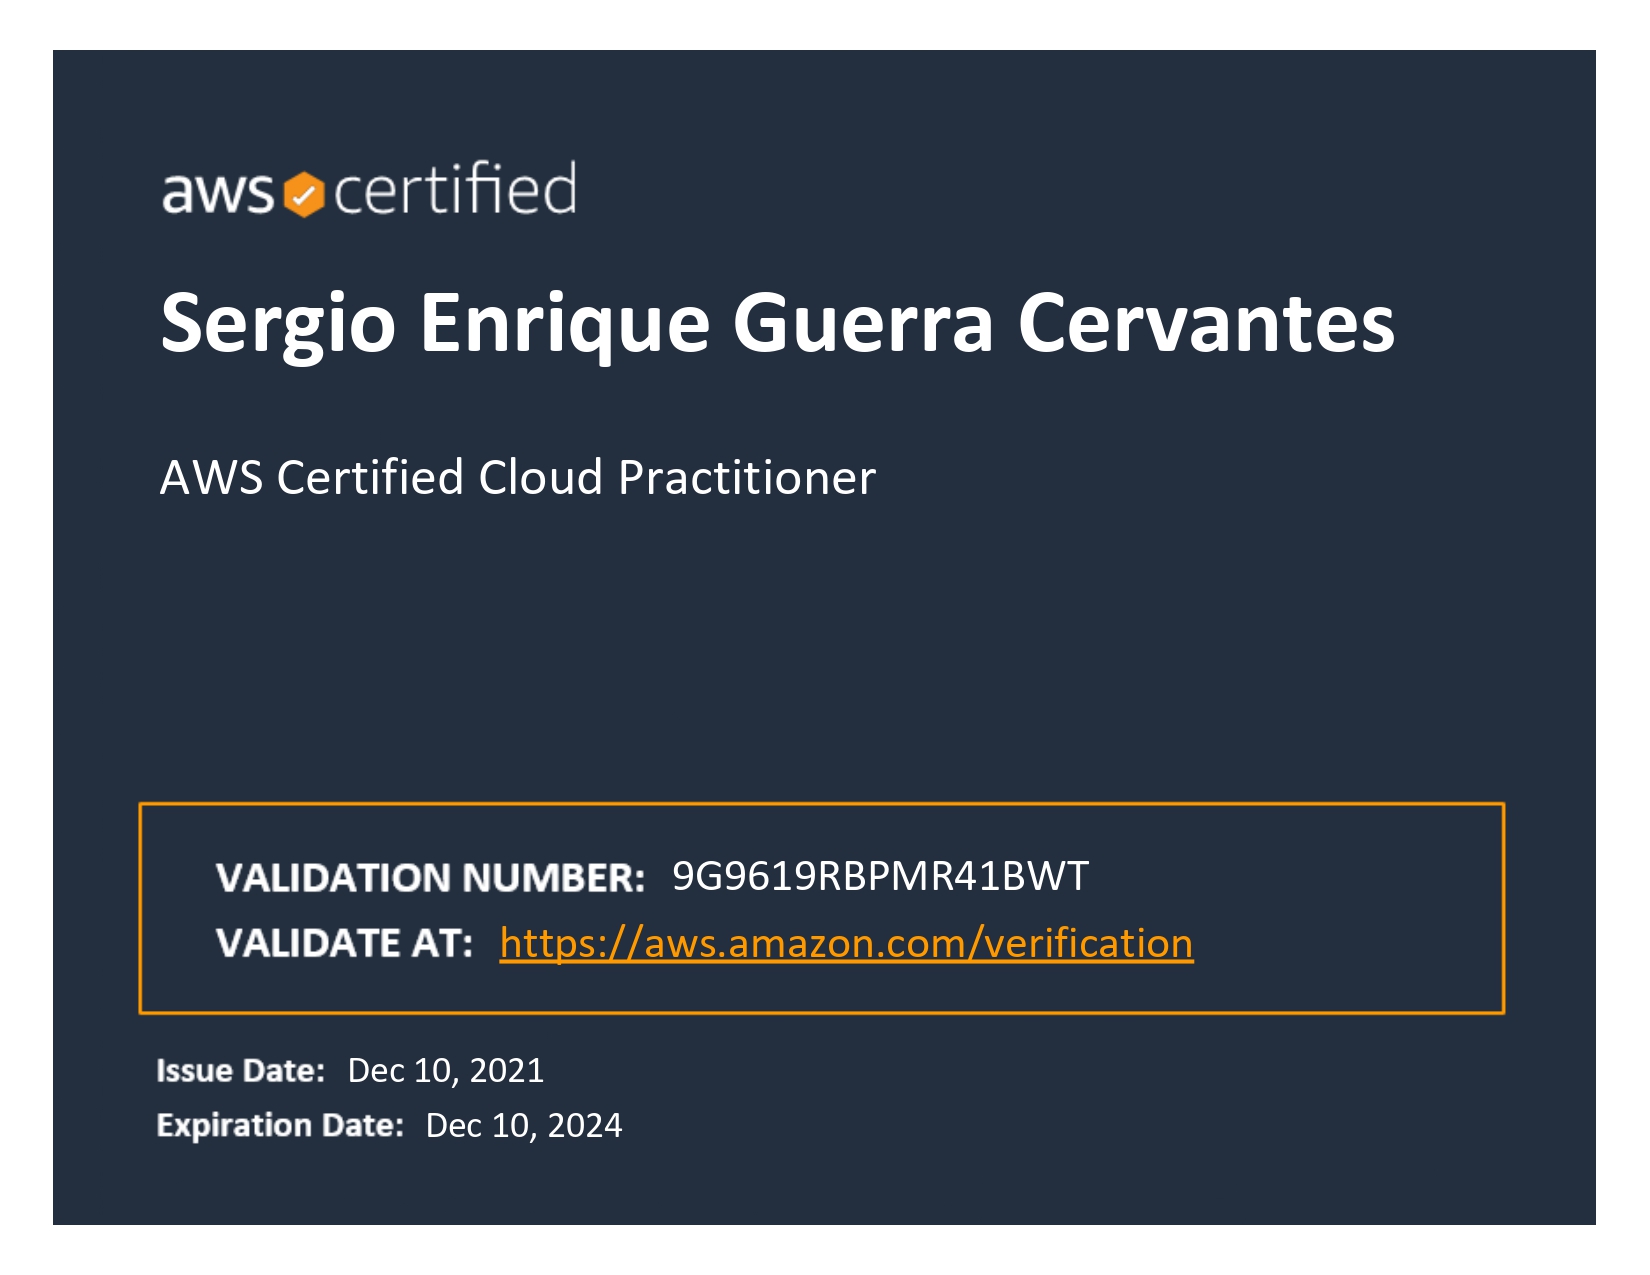 aws certified
Sergio Enrique Guerra Cervantes
AWS Certified Cloud Practitioner
VALIDATION NUMBER: 9G9619RBPMR41BWT
VALIDATE AT: https://aws.amazon.com/verification
Issue Date: Dec 10, 2021
Expiration Date: Dec 10, 2024